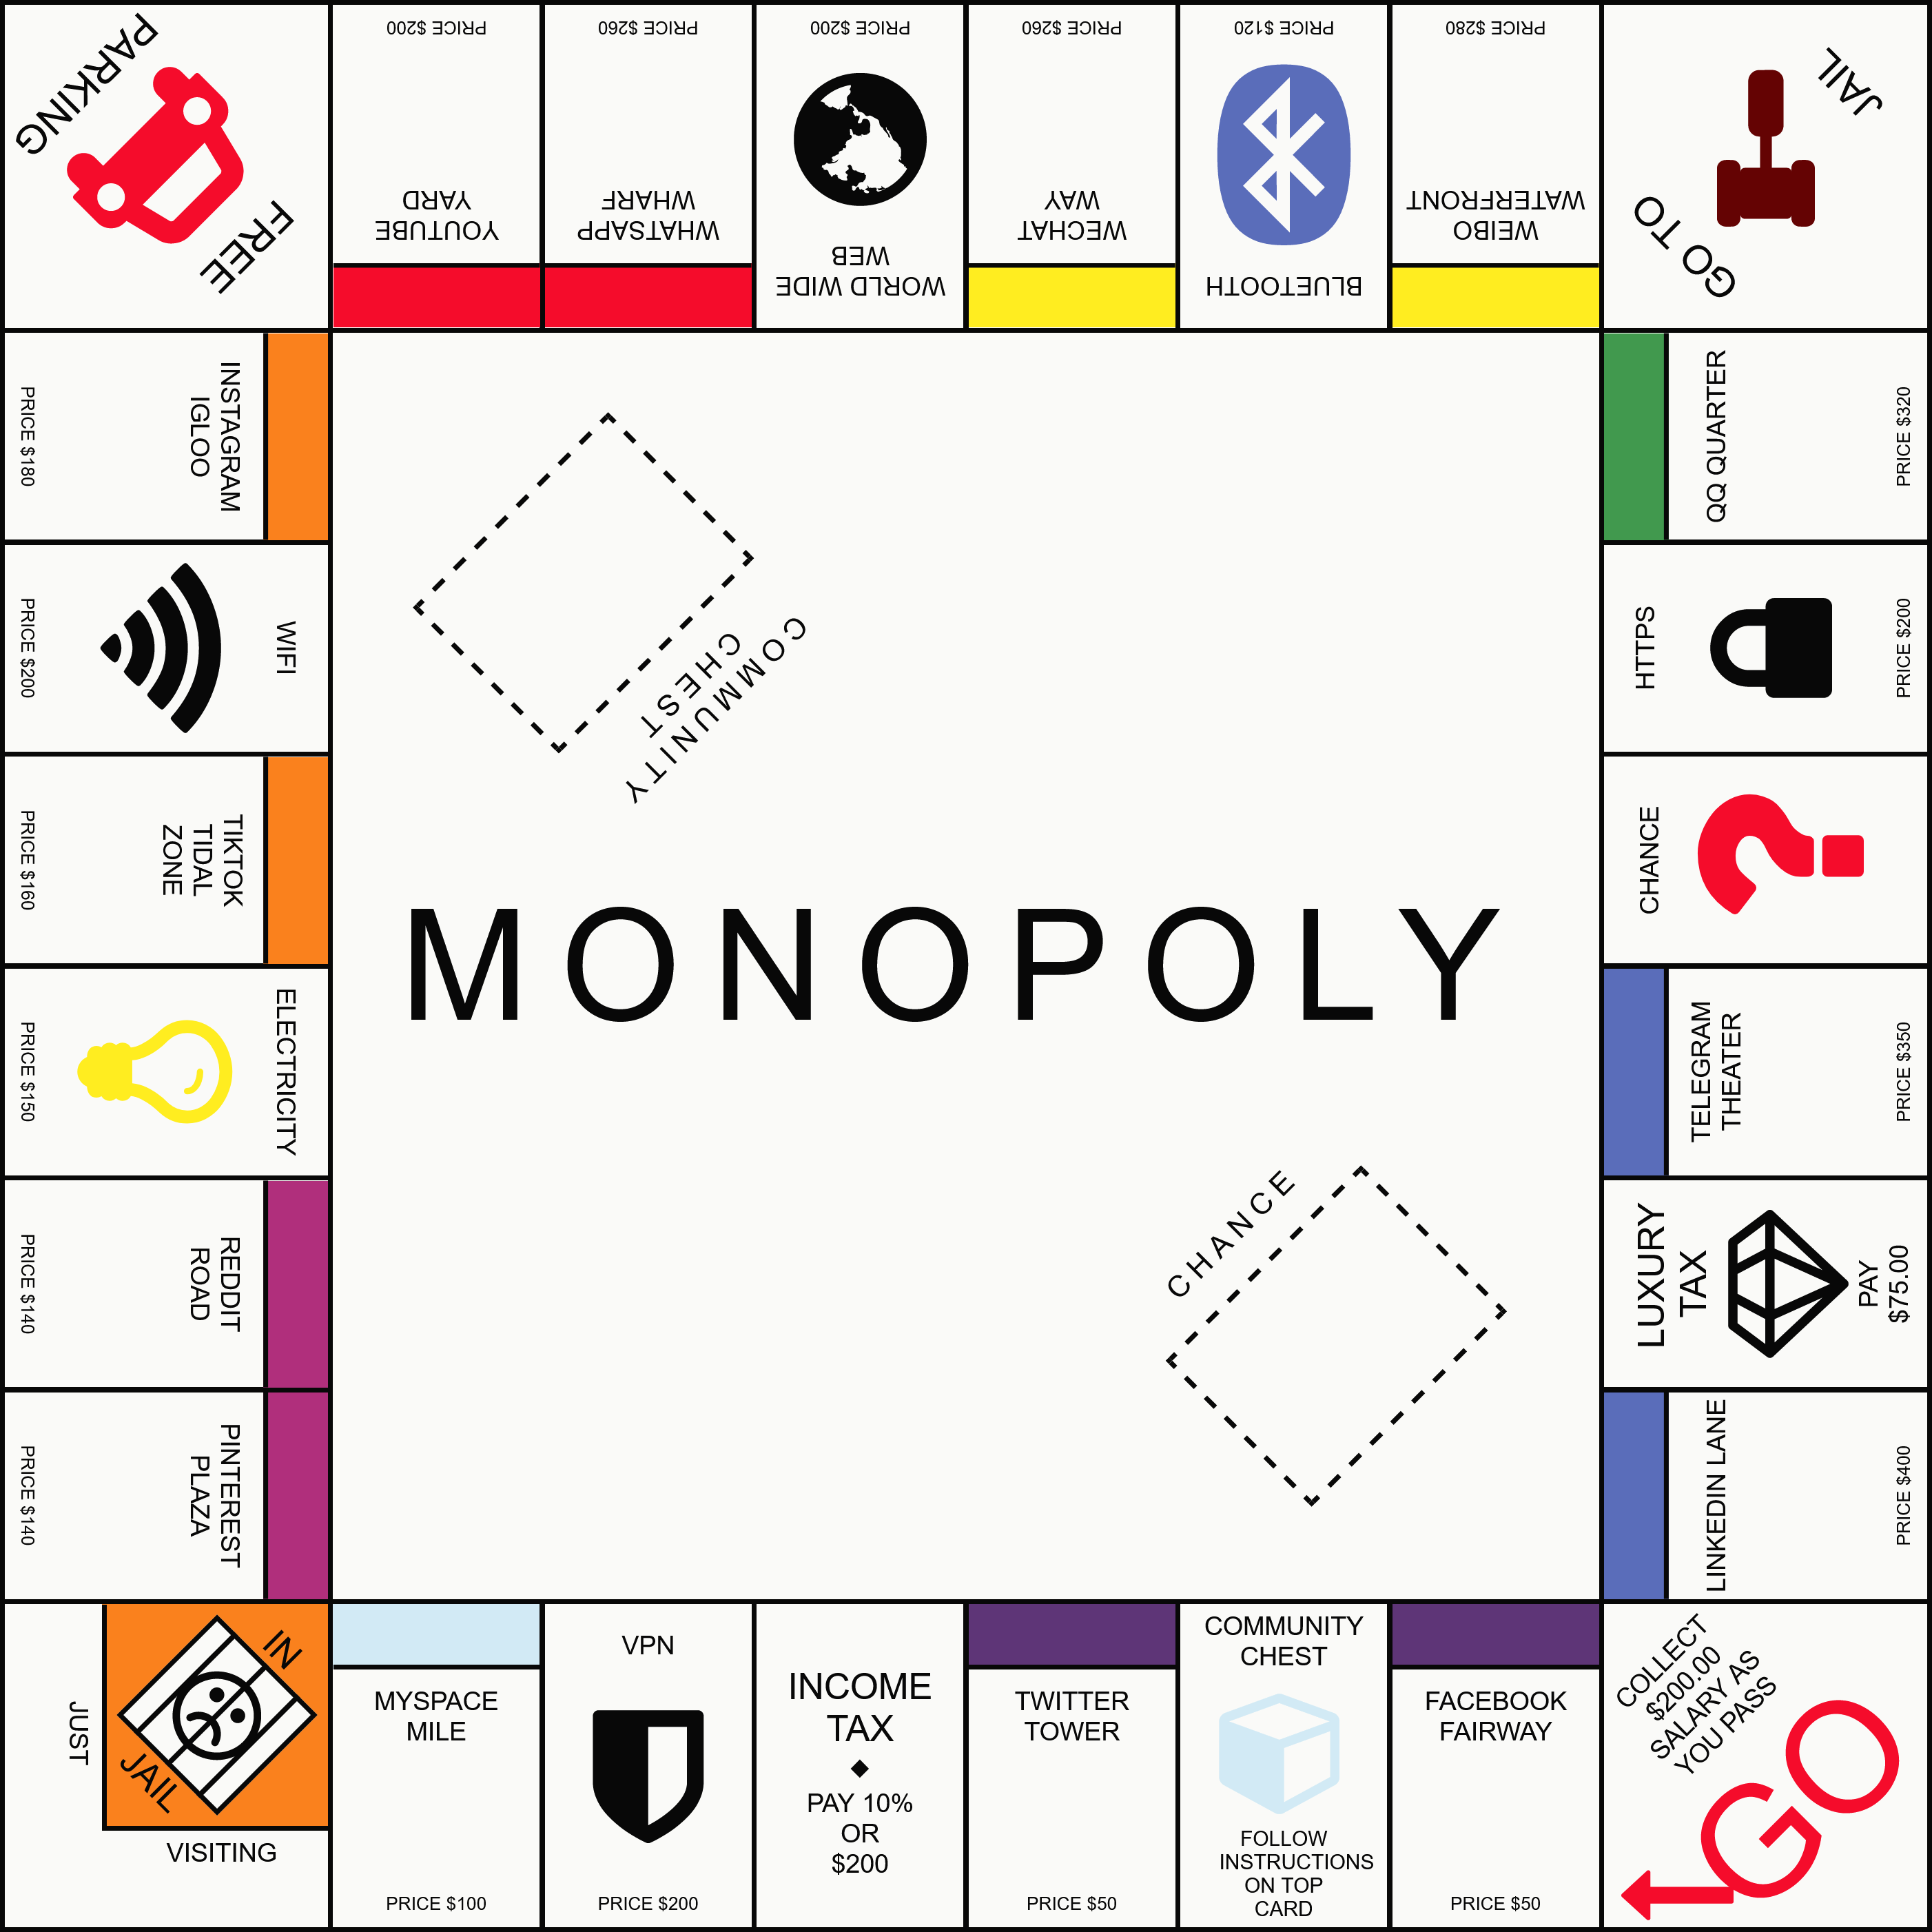 PARKING
FREE
PRICE $200
YOUTUBE
YARD
PRICE $260
WHATSAPP
WHARF
PRICE $200
WORLD WIDE
WEB
PRICE $260
WECHAT
WAY
PRICE $120
BLUETOOTH
PRICE $280
WEIBO
WATERFRONT
GO TO
JAIL
INSTAGRAM
IGLOO
PRICE $180
WIFI
PRICE $200
TIKTOK
TIDAL
ZONE
PRICE $160
ELECTRICITY
PRICE $150
REDDIT
ROAD
PRICE $140
PINTEREST
PLAZA
PRICE $140
COMMUNITY
CHEST
MONOPOLY
CHANCE
QQ QUARTER
PRICE $320
HTTPS
PRICE $200
CHANCE
TELEGRAM
THEATER
PRICE $350
LUXURY
TAX
PAY
$75.00
LINKEDIN LANE
PRICE $400
IN
JAIL
JUST
VISITING
MYSPACE
MILE
PRICE $100
VPN
PRICE $200
INCOME
TAX
PAY 10%
OR
$200
TWITTER
TOWER
PRICE $50
COMMUNITY
CHEST
FOLLOW
INSTRUCTIONS
ON TOP
CARD
FACEBOOK
FAIRWAY
PRICE $50
COLLECT
$200.00
SALARY AS
YOU PASS
GO